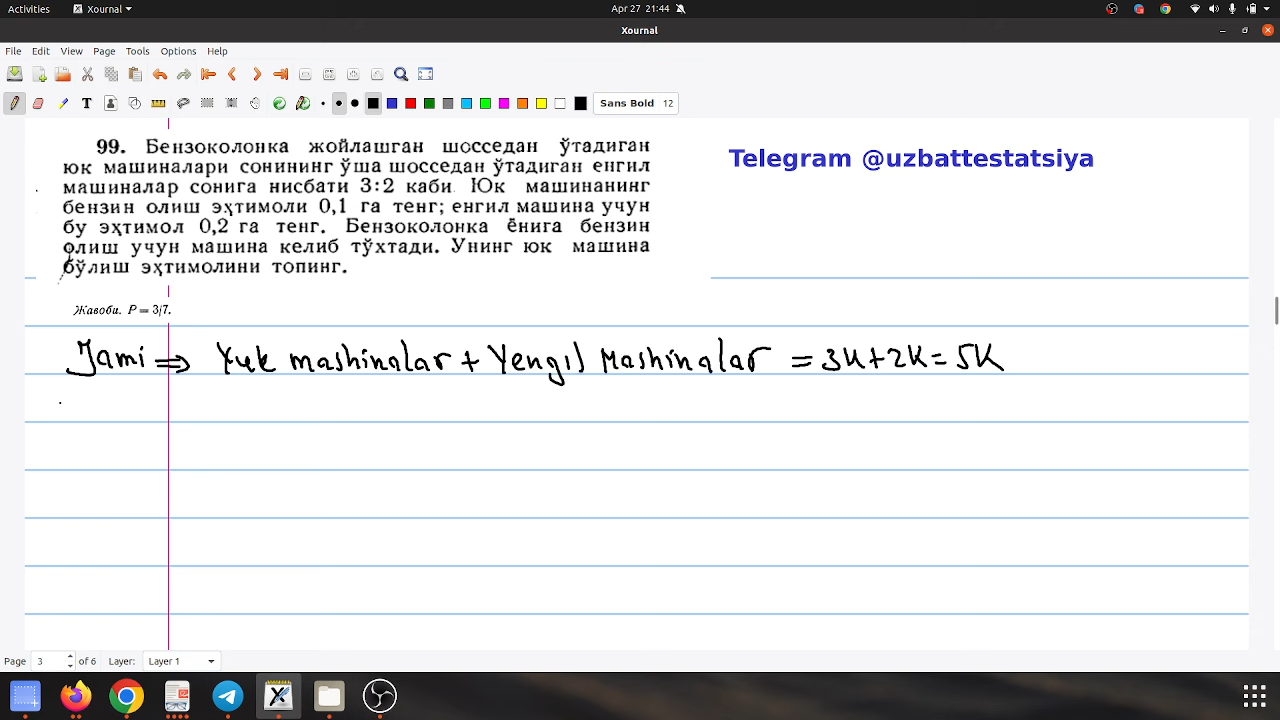 Activities Xournal Apr 27 21:44
Xournal
File Edit View Page Tools Options Help
Sans Bold 12
99. Бензоколонка жойлашган шосседан ўтадиган
юк машиналари сонининг ўша шосседан ўтадиган енгил
машиналар сонига нисбати 3:2 каби. Юк машинанинг
бензин олиш эҳтимоли 0,1 га тенг; енгил машина учун
бу эҳтимол 0,2 га тенг. Бензоколонка ёнига бензин
олиш учун машина келиб тўхтади. Унинг юк машина
бўлиш эҳтимолини топинг.
Telegram @uzbattestatsiya
Жавоби. P = 3/7.
Jami ⇒ Yuk mashinalar + Yengil Mashinalar = 3K+2K=5K
Page 3 of 6 Layer: Layer 1